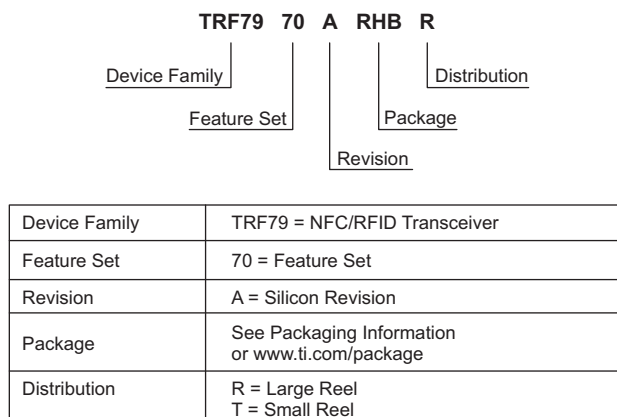 TRF79 70 A RHB R
Device Family
Distribution
Feature Set
Package
Revision
Device Family TRF79 = NFC/RFID Transceiver
Feature Set 70 = Feature Set
Revision A = Silicon Revision
Package See Packaging Information
or www.ti.com/package
Distribution R = Large Reel
T = Small Reel